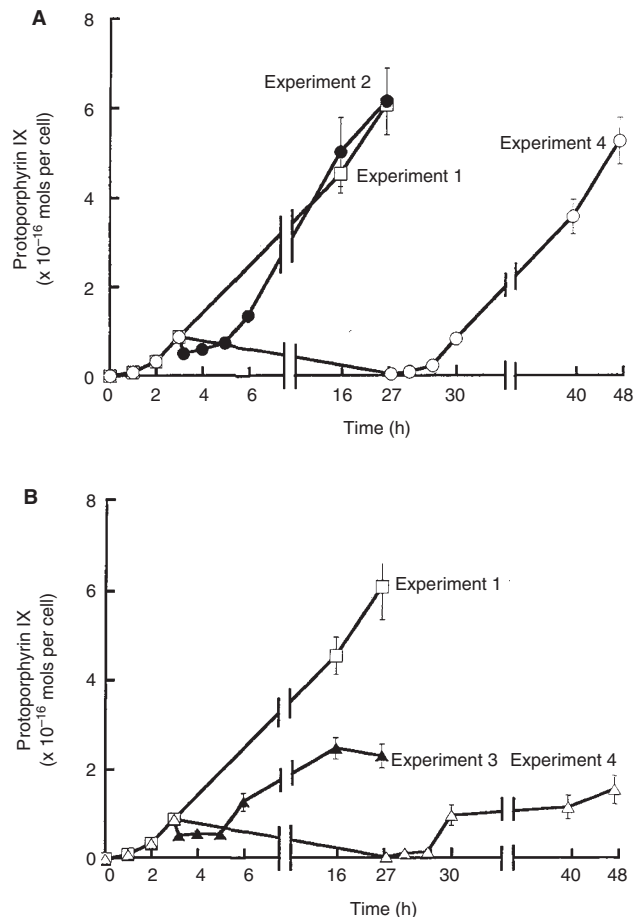 A
8
6
4
2
0
Protoporphyrin IX
(x 10⁻¹⁶ mols per cell)
Experiment 2
Experiment 1
Experiment 4
0 2 4 6 16 27 30 40 48
Time (h)
B
8
6
4
2
0
Protoporphyrin IX
(x 10⁻¹⁶ mols per cell)
Experiment 1
Experiment 3 Experiment 4
0 2 4 6 16 27 30 40 48
Time (h)